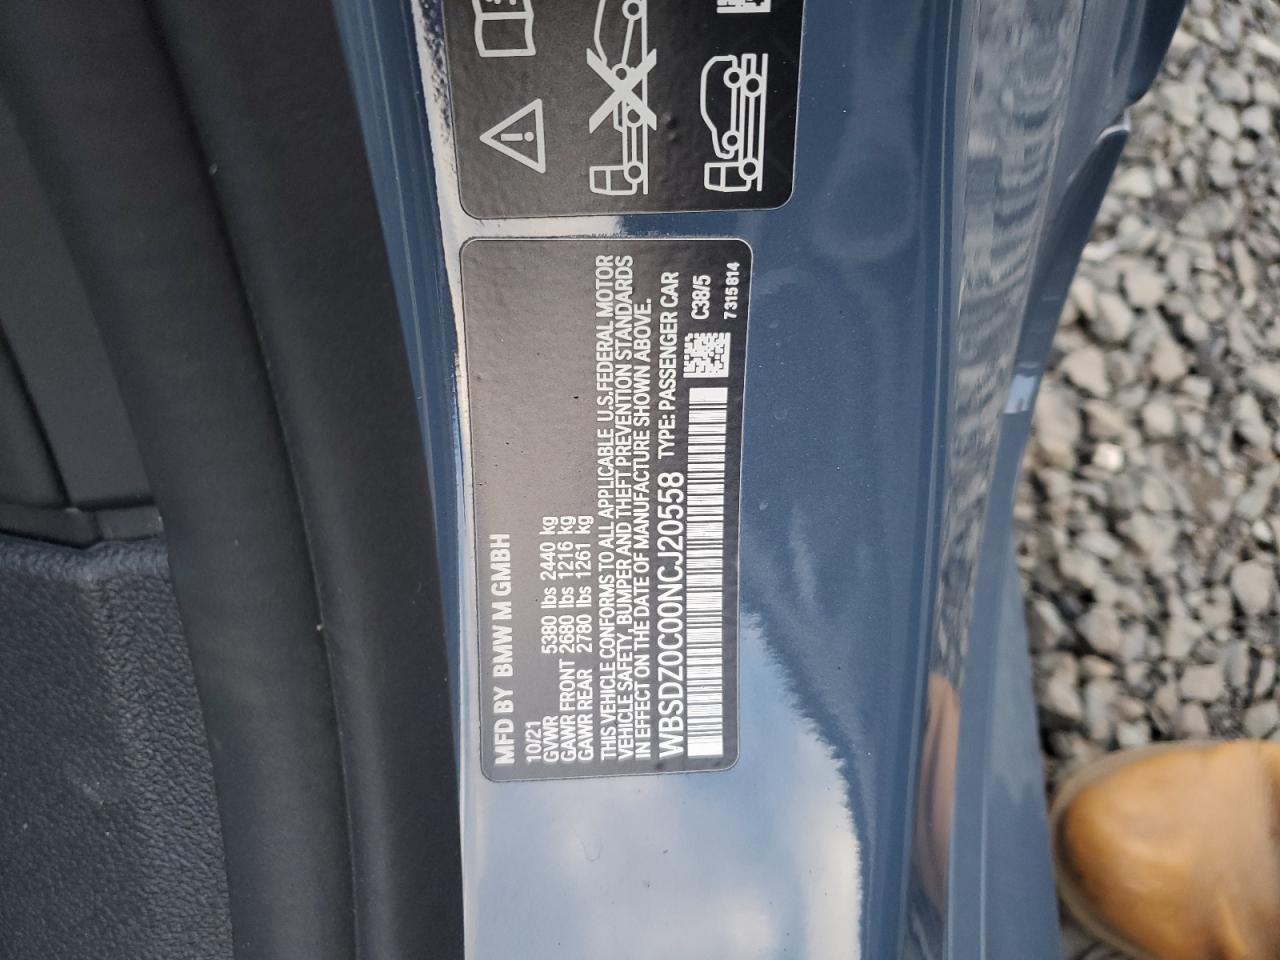 MFD BY BMW M GMBH
10/21
GVWR 5380 lbs 2440 kg
GAWR FRONT 2680 lbs 1216 kg
GAWR REAR 2780 lbs 1261 kg
THIS VEHICLE CONFORMS TO ALL APPLICABLE U.S. FEDERAL MOTOR
VEHICLE SAFETY, BUMPER AND THEFT PREVENTION STANDARDS
IN EFFECT ON THE DATE OF MANUFACTURE SHOWN ABOVE.
WBSDZ0C00NCJ20558 TYPE: PASSENGER CAR
C38/5
7315814